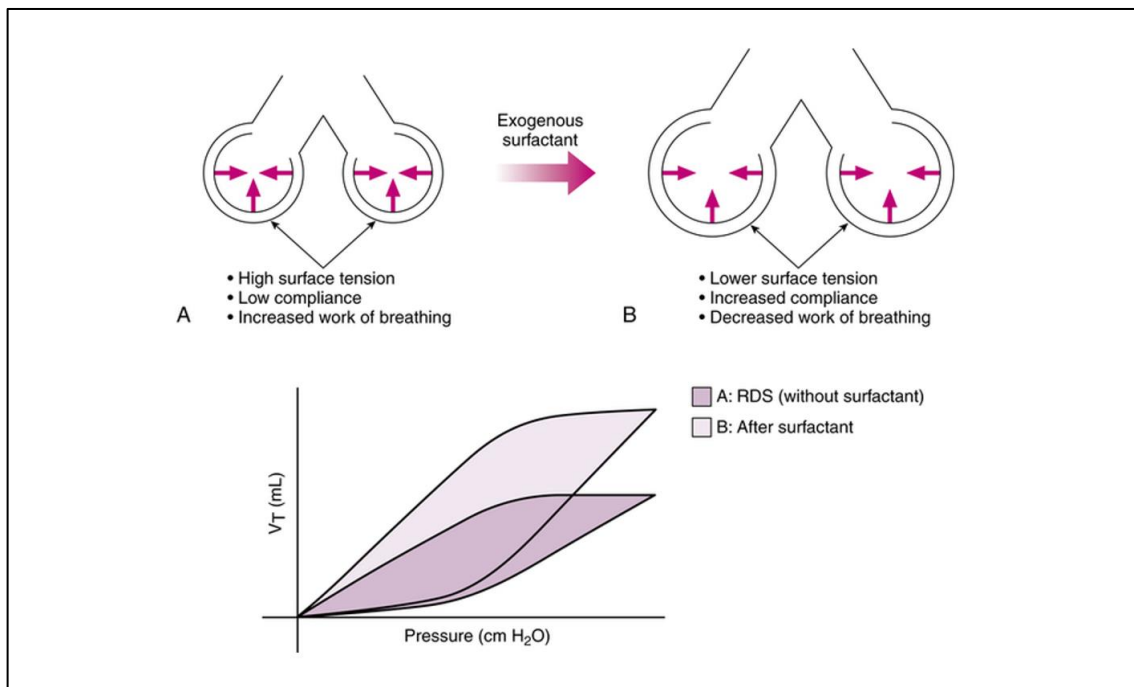 Exogenous
surfactant
• High surface tension
• Low compliance
• Increased work of breathing
A
• Lower surface tension
• Increased compliance
• Decreased work of breathing
B
A: RDS (without surfactant)
B: After surfactant
VT (mL)
Pressure (cm H₂O)